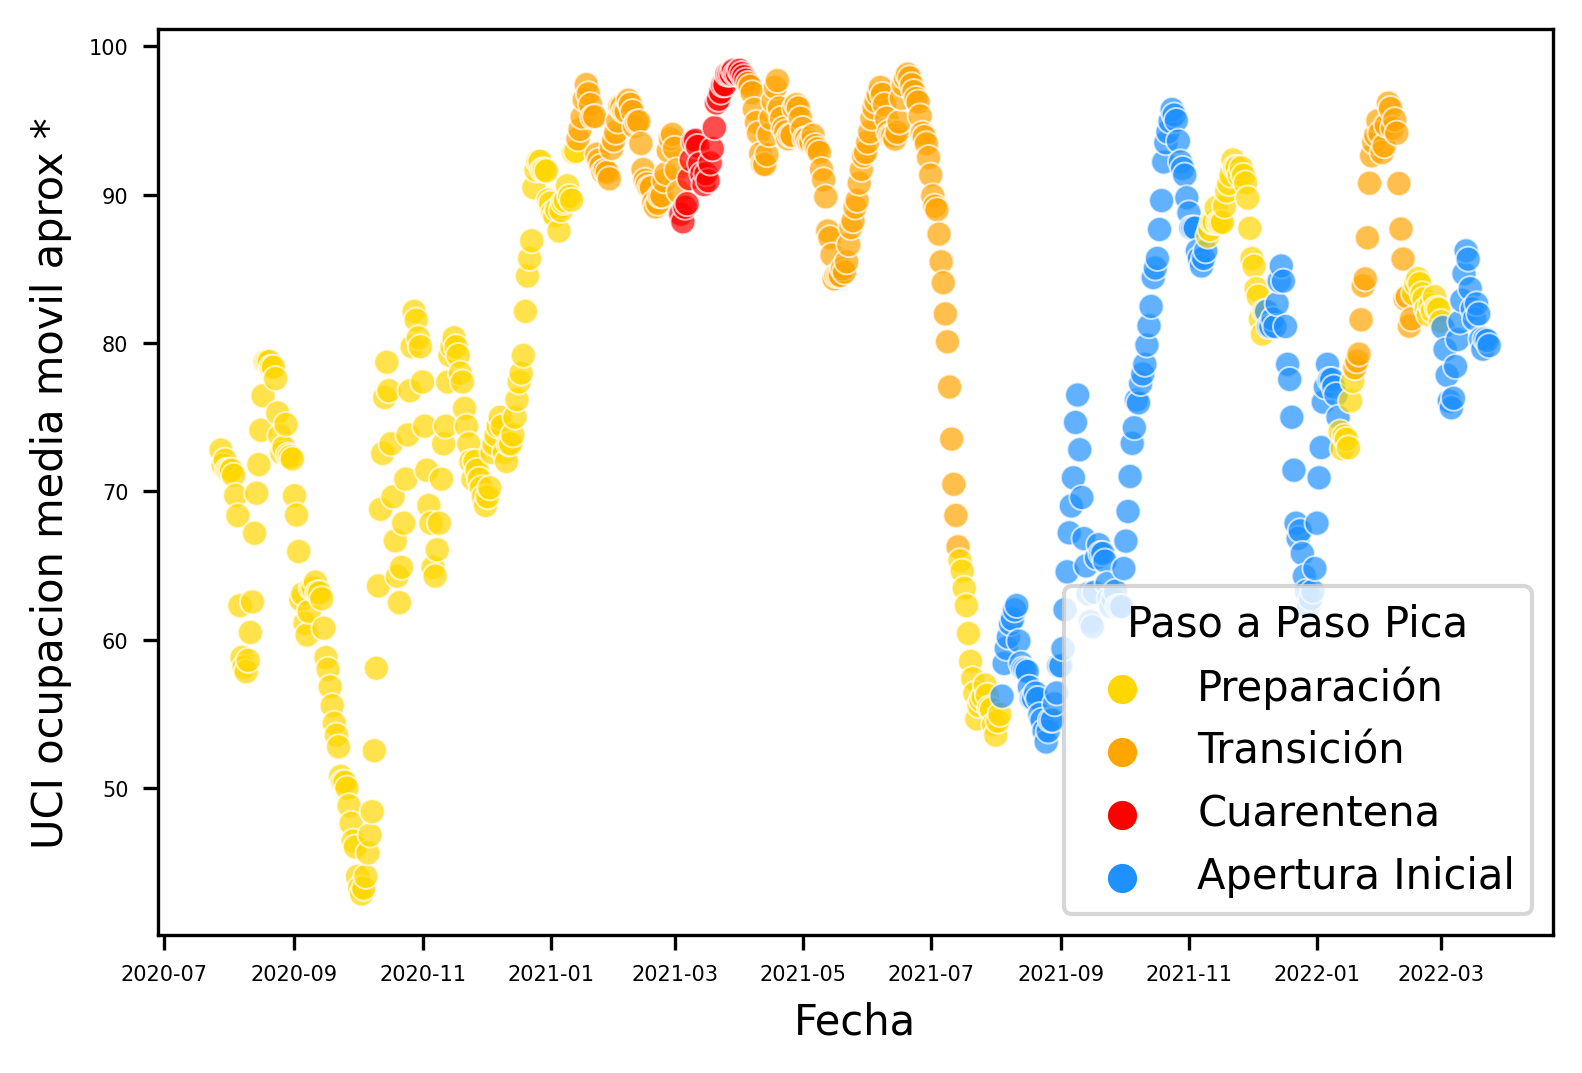 UCI ocupacion media movil aprox *
100
90
80
70
60
50
2020-07 2020-09 2020-11 2021-01 2021-03 2021-05 2021-07 2021-09 2021-11 2022-01 2022-03
Fecha
Paso a Paso Pica
Preparación
Transición
Cuarentena
Apertura Inicial